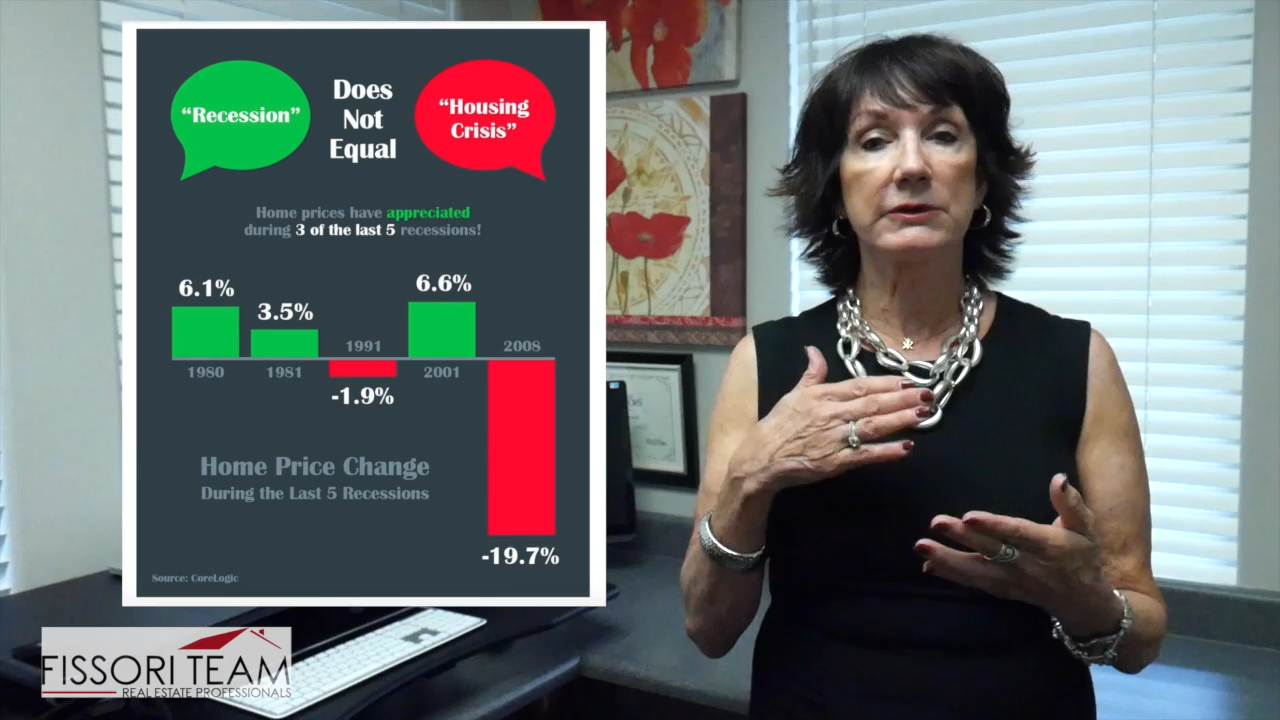 “Recession”
Does
Not
Equal
“Housing
Crisis”
Home prices have appreciated
during 3 of the last 5 recessions!
6.1%
3.5%
1991
6.6%
2008
1980
1981
-1.9%
2001
Home Price Change
During the Last 5 Recessions
-19.7%
Source: CoreLogic
FISSORI TEAM
REAL ESTATE PROFESSIONALS